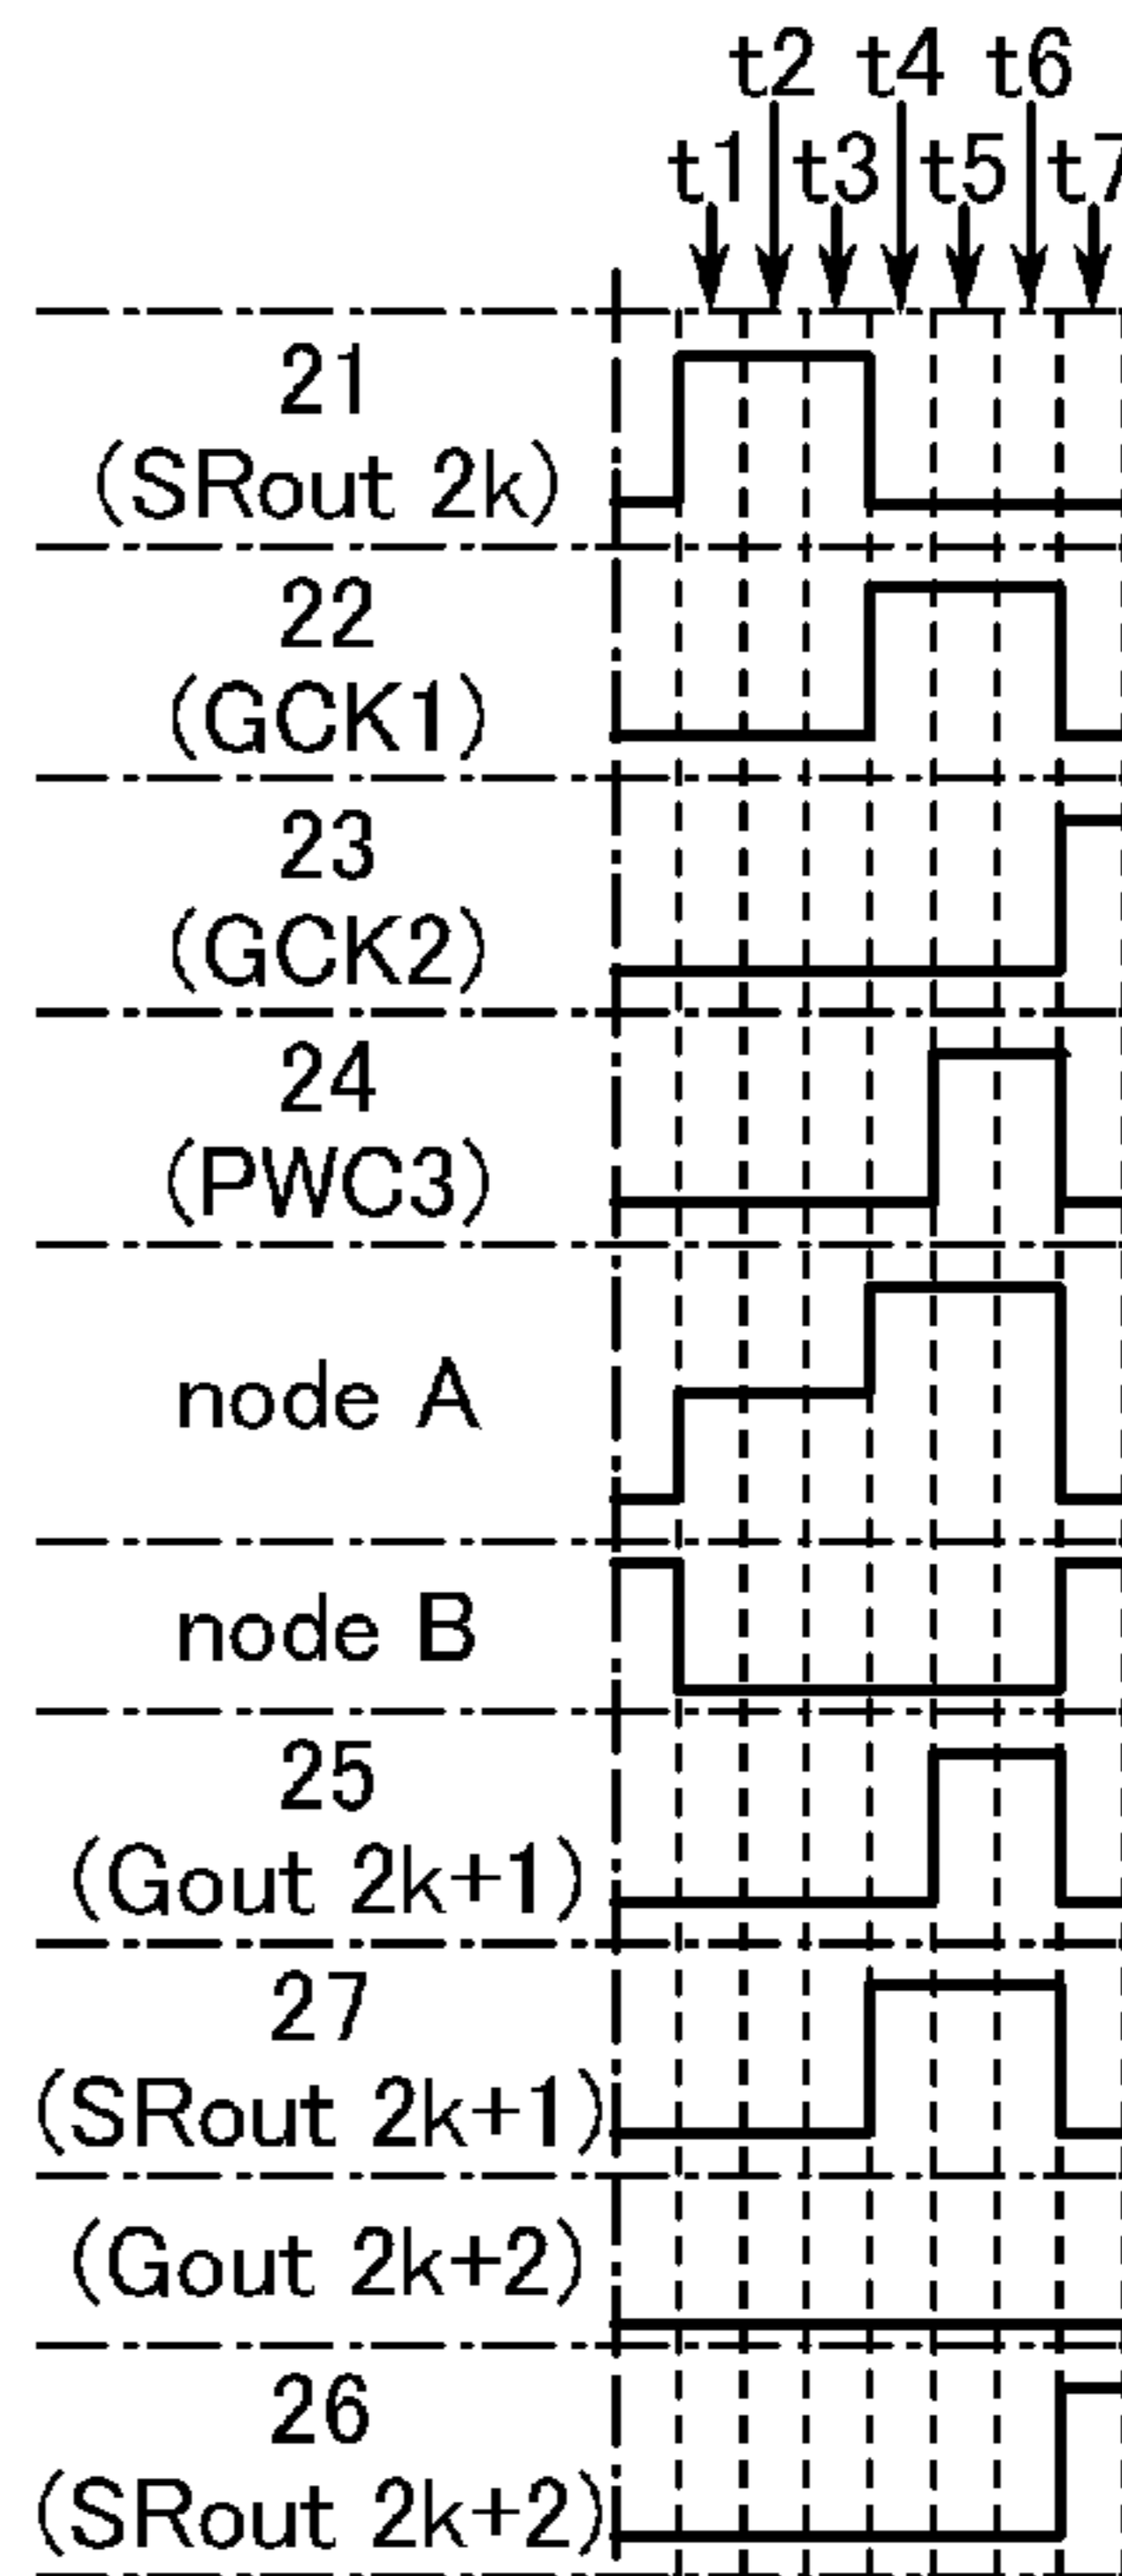 t2 t4 t6
t1 t3 t5 t7
21
(SRout 2k)
22
(GCK1)
23
(GCK2)
24
(PWC3)
node A
node B
25
(Gout 2k+1)
27
(SRout 2k+1)
(Gout 2k+2)
26
(SRout 2k+2)